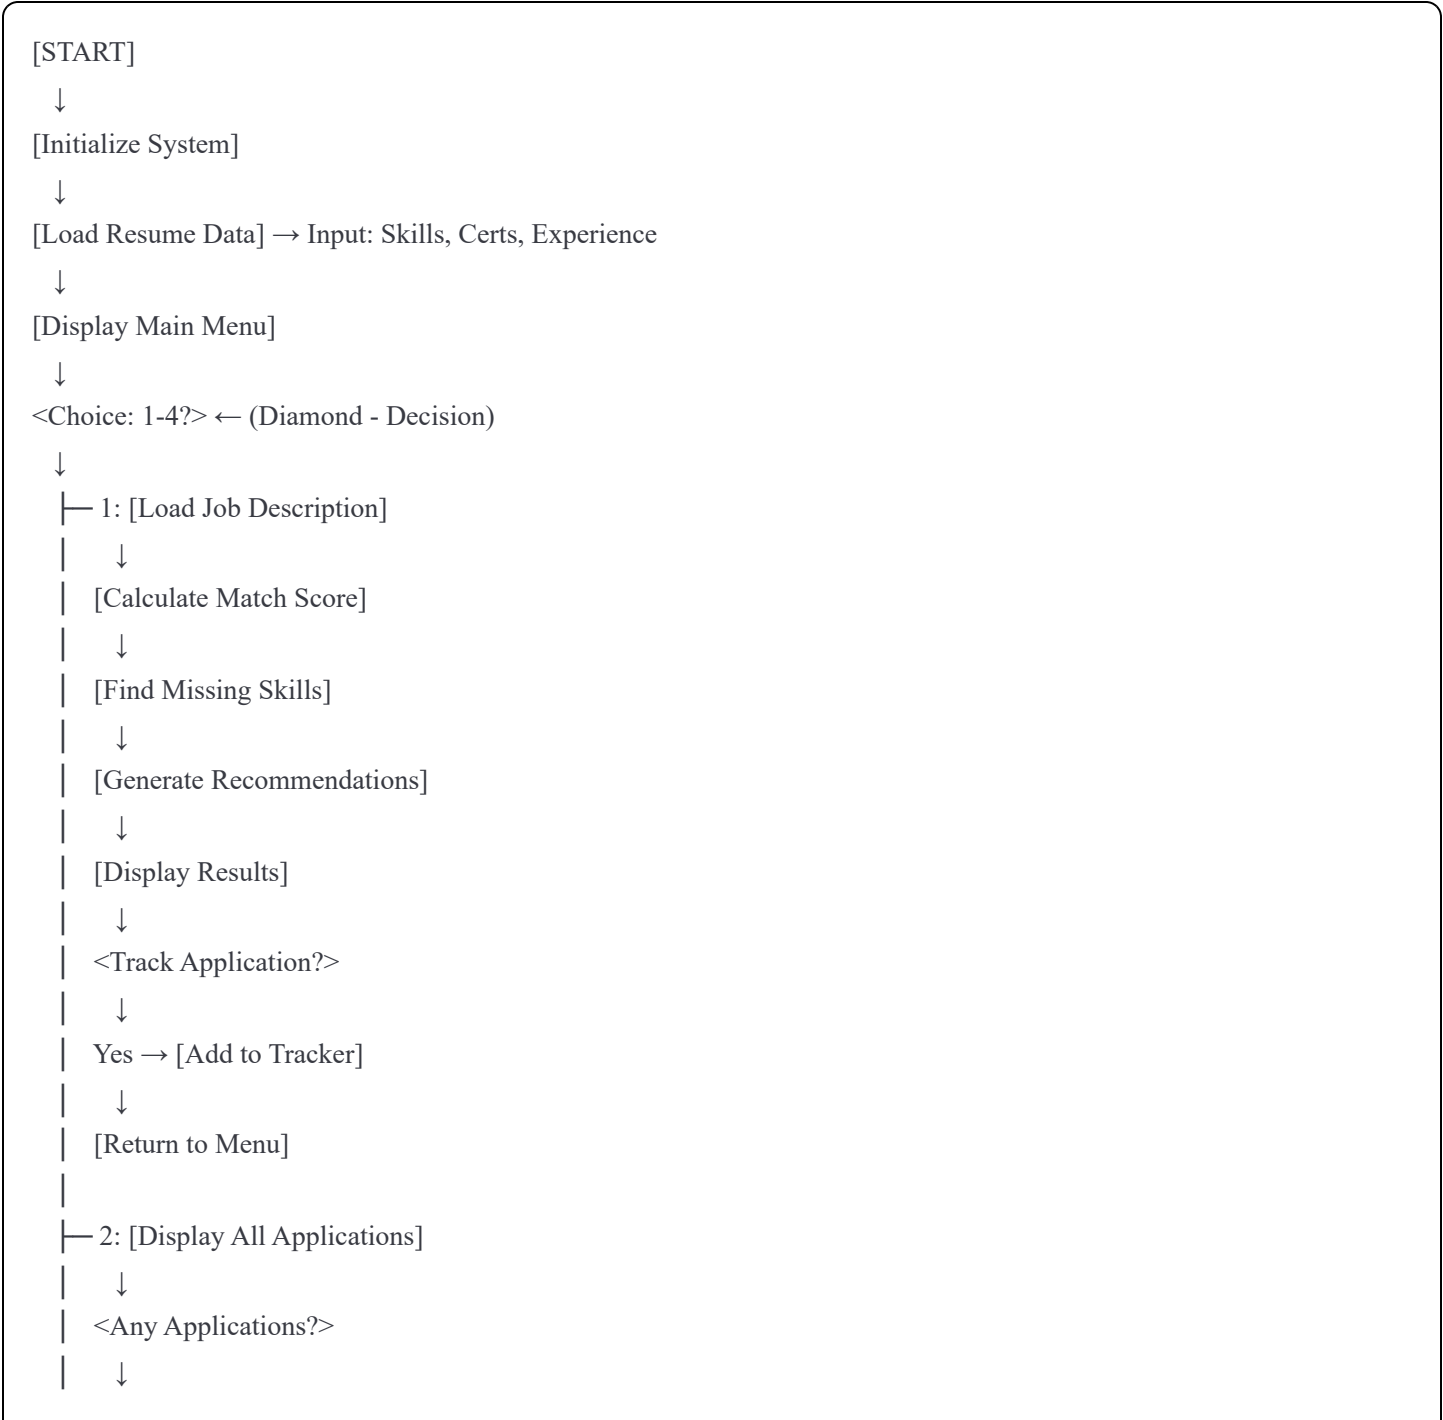 [START]
↓
[Initialize System]
↓
[Load Resume Data] → Input: Skills, Certs, Experience
↓
[Display Main Menu]
↓
<Choice: 1-4?> ← (Diamond - Decision)
↓
├─ 1: [Load Job Description]
│ ↓
│ [Calculate Match Score]
│ ↓
│ [Find Missing Skills]
│ ↓
│ [Generate Recommendations]
│ ↓
│ [Display Results]
│ ↓
│ <Track Application?>
│ ↓
│ Yes → [Add to Tracker]
│ ↓
│ [Return to Menu]
│
├─ 2: [Display All Applications]
│ ↓
│ <Any Applications?>
│ ↓